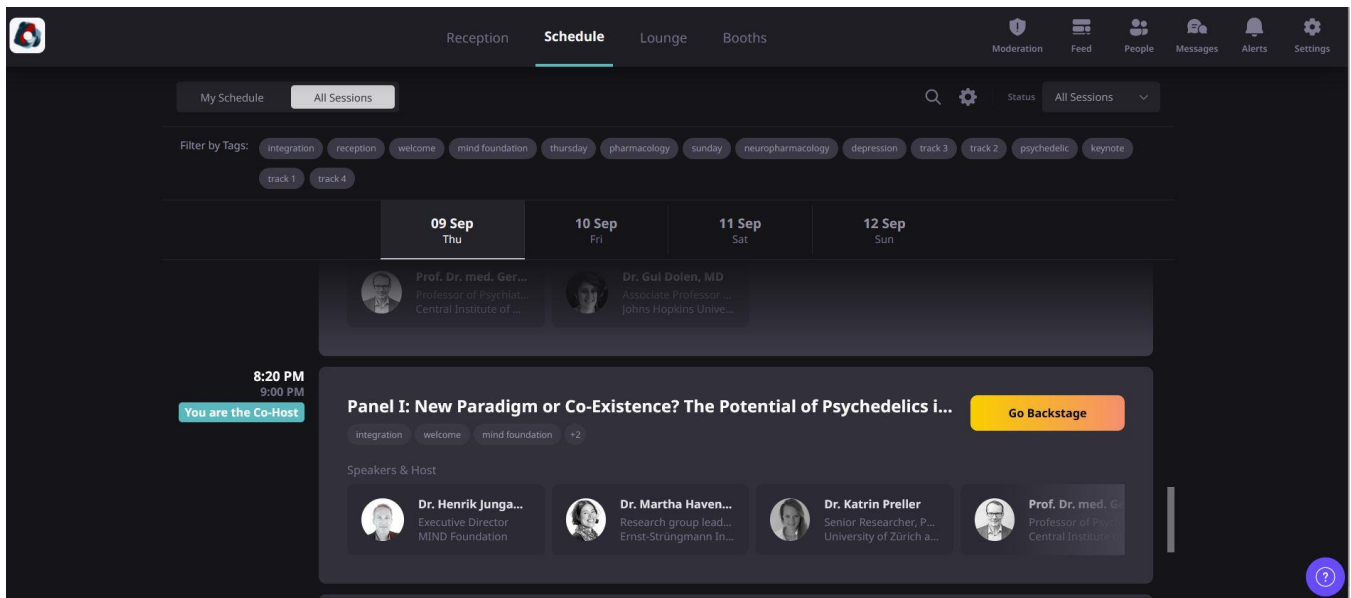 Reception Schedule Lounge Booths
Moderation Feed People Messages Alerts Settings
My Schedule All Sessions
Status All Sessions
Filter by Tags: integration reception welcome mind foundation thursday pharmacology sunday neuropharmacology depression track 3 track 2 psychedelic keynote
track 1 track 4
09 Sep 10 Sep 11 Sep 12 Sep
Thu Fri Sat Sun
Prof. Dr. med. Ger... Dr. Gul Dolen, MD
Professor of Psychiat... Associate Professor ...
Central Institute of ... Johns Hopkins Unive...
8:20 PM
9:00 PM
You are the Co-Host
Panel I: New Paradigm or Co-Existence? The Potential of Psychedelics i...
Go Backstage
integration welcome mind foundation +2
Speakers & Host
Dr. Henrik Junga... Dr. Martha Haven... Dr. Katrin Preller Prof. Dr. med. Ge
Executive Director Research group lead... Senior Researcher, P... Professor of Psyc
MIND Foundation Ernst-Strüngmann In... University of Zürich a... Central Institute
?